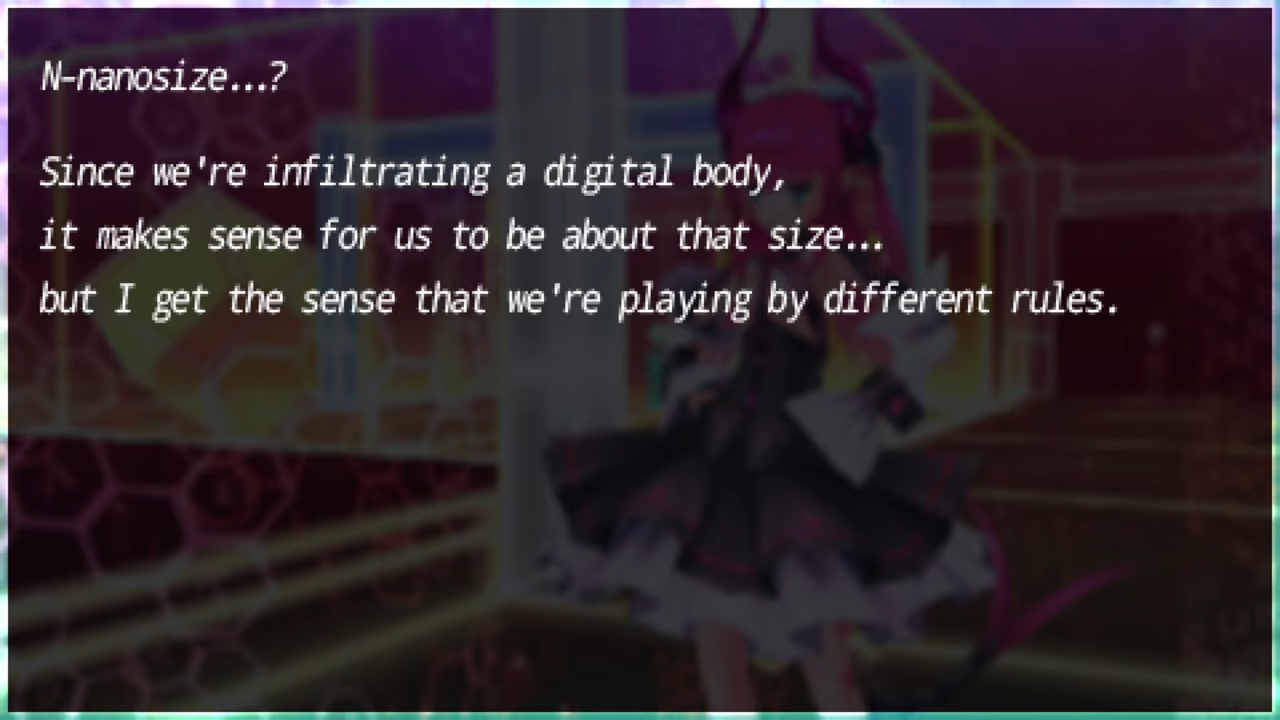 N-nanosize...?
Since we're infiltrating a digital body,
it makes sense for us to be about that size...
but I get the sense that we're playing by different rules.